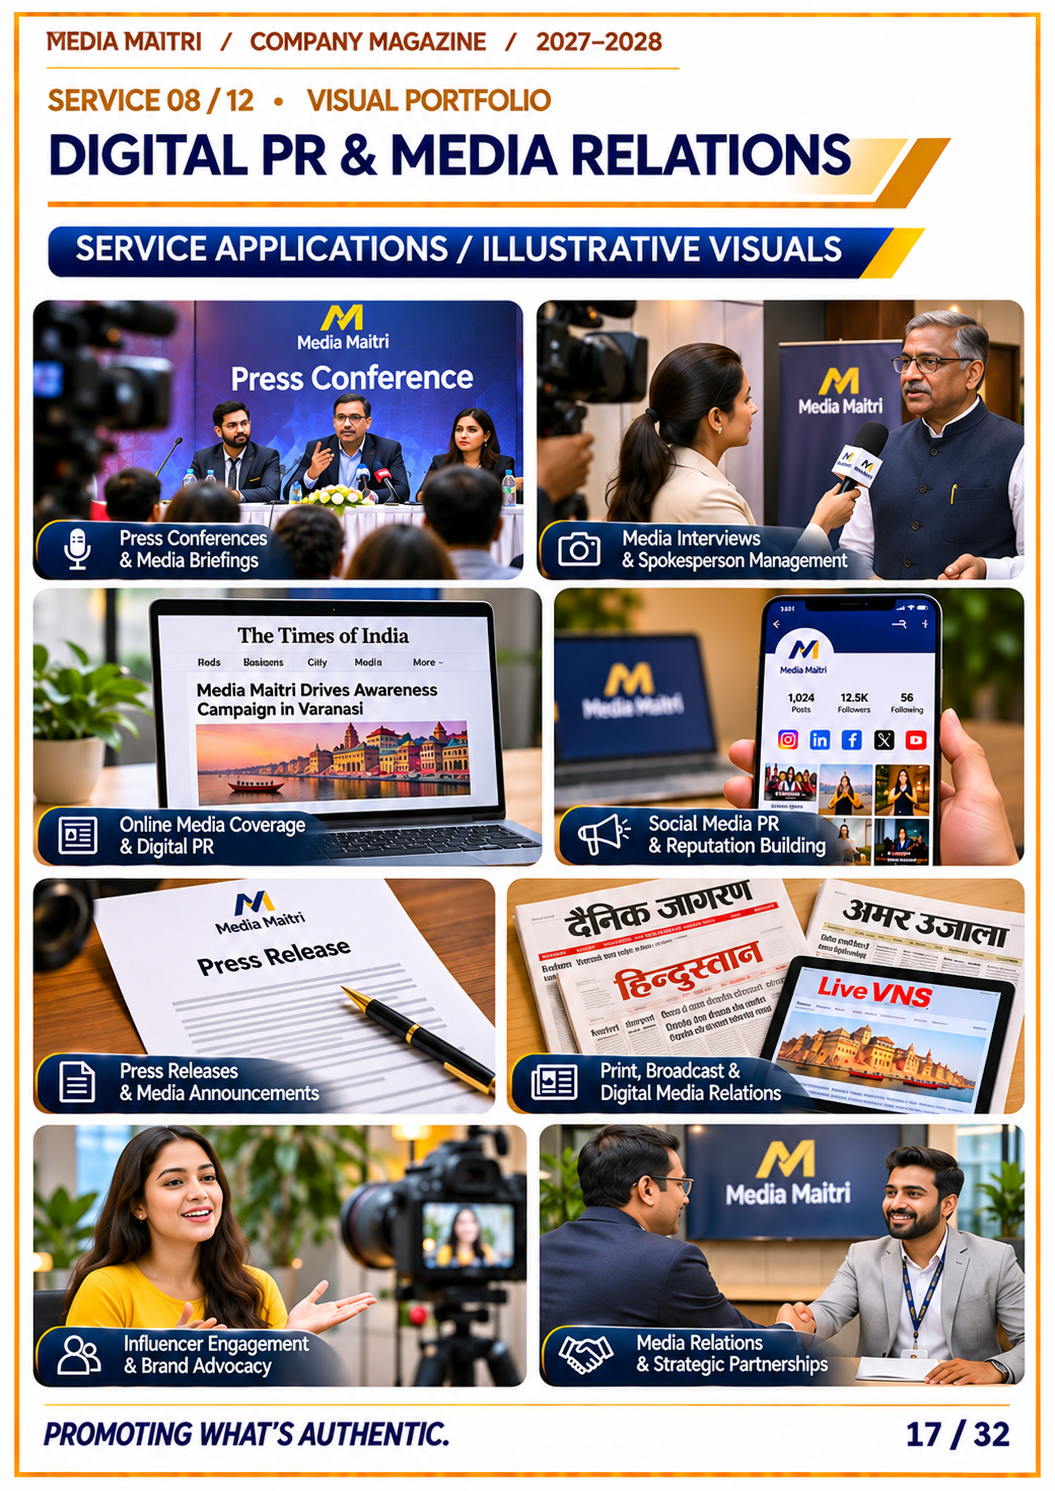 MEDIA MAITRI / COMPANY MAGAZINE / 2027–2028
SERVICE 08 / 12 • VISUAL PORTFOLIO
DIGITAL PR & MEDIA RELATIONS
SERVICE APPLICATIONS / ILLUSTRATIVE VISUALS
Media Maitri
Press Conference
Press Conferences
& Media Briefings
Media Maitri
Media Interviews
& Spokesperson Management
The Times of India
Rods Basinens Citly Modla More
Media Maitri Drives Awareness
Campaign in Varanasi
Online Media Coverage
& Digital PR
Media Maitri
Media Maitri
1,024 12.5K 56
Posts Followers Following
Social Media PR
& Reputation Building
Media Maitri
Press Release
Press Releases
& Media Announcements
दैनिक जागरण
हिन्दुस्तान
अमर उजाला
Live VNS
Print, Broadcast &
Digital Media Relations
Influencer Engagement
& Brand Advocacy
Media Maitri
Media Relations
& Strategic Partnerships
PROMOTING WHAT'S AUTHENTIC.
17 / 32